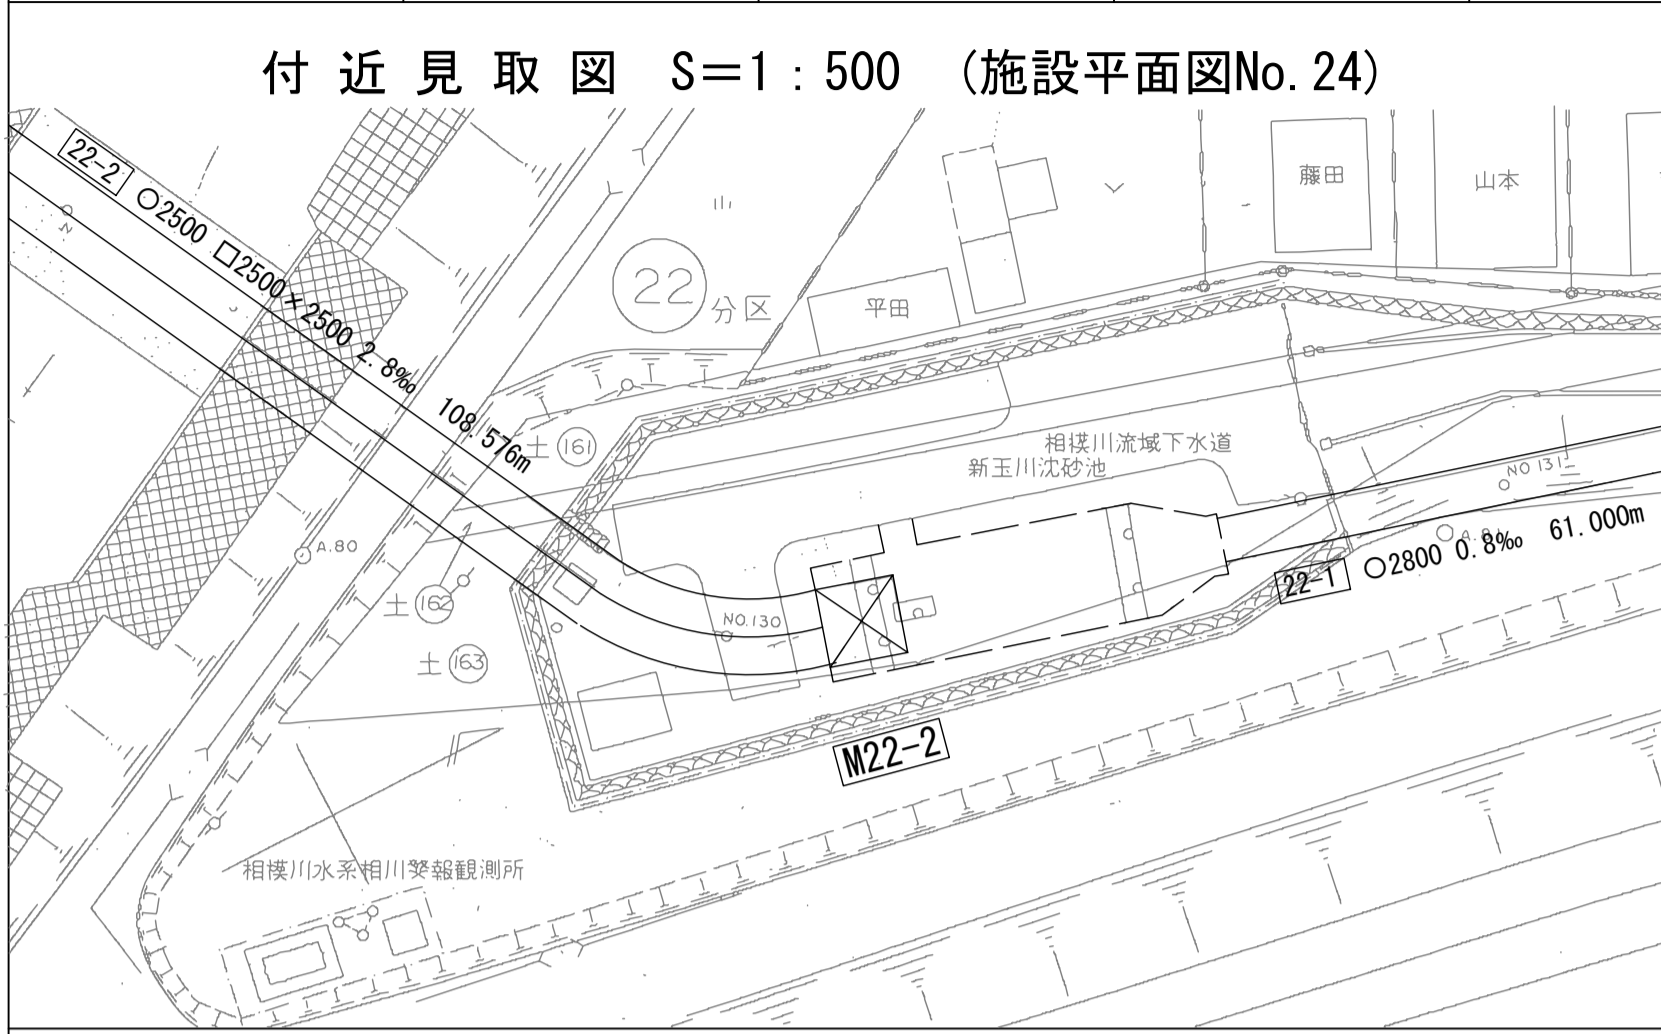 付近見取図 S=1:500 (施設平面図No.24)
22-2 ○2500 □2500×2500 2.8‰ 108.576m
藤田
山本
22 分区
平田
土 161
相模川流域下水道
新玉川沈砂池
NO 131
A.80
22-1 ○2800 0.8‰ 61.000m
土 162
NO.130
土 163
M22-2
相模川水系相川警報観測所